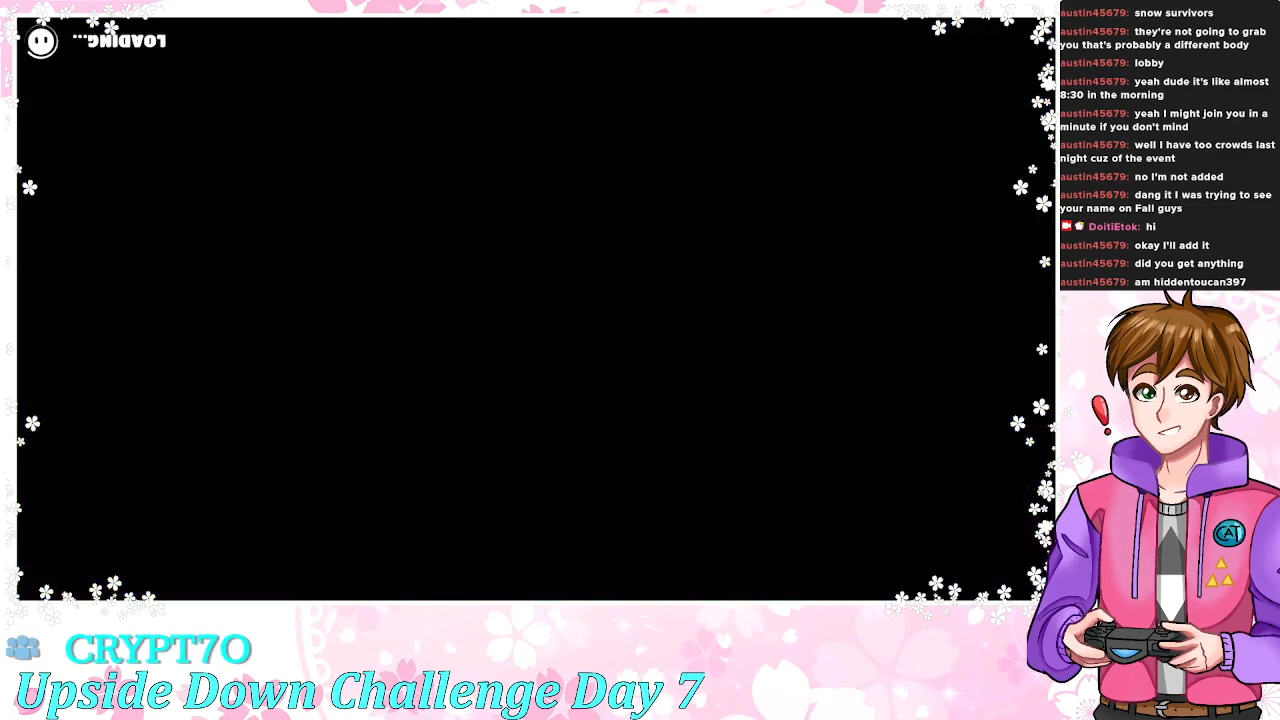 LOADING...
austin45679: snow survivors
austin45679: they're not going to grab
you that's probably a different body
austin45679: lobby
austin45679: yeah dude it's like almost
8:30 in the morning
austin45679: yeah I might join you in a
minute if you don't mind
austin45679: well I have too crowds last
night cuz of the event
austin45679: no I'm not added
austin45679: dang it I was trying to see
your name on Fall guys
DoitiEtok: hi
austin45679: okay I'll add it
austin45679: did you get anything
austin45679: am hiddentoucan397
CAT
CRYPT7O
Upside Down Challenge Day 7